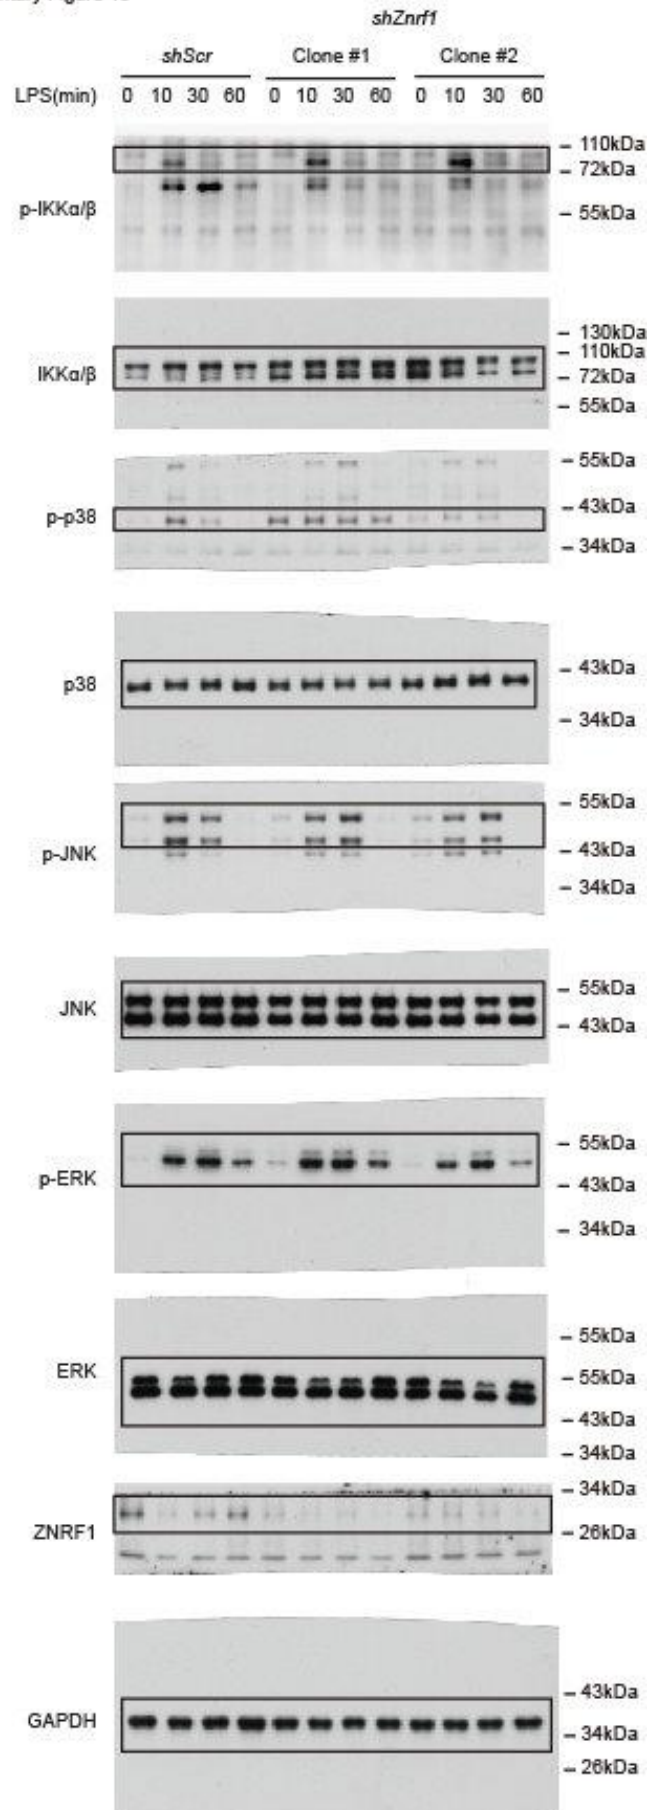 shZnrf1
shScr Clone #1 Clone #2
LPS(min) 0 10 30 60 0 10 30 60 0 10 30 60
p-IKKα/β
– 110kDa
– 72kDa
– 55kDa
IKKα/β
– 130kDa
– 110kDa
– 72kDa
– 55kDa
p-p38
– 55kDa
– 43kDa
– 34kDa
p38
– 43kDa
– 34kDa
p-JNK
– 55kDa
– 43kDa
– 34kDa
JNK
– 55kDa
– 43kDa
p-ERK
– 55kDa
– 43kDa
– 34kDa
ERK
– 55kDa
– 55kDa
– 43kDa
– 34kDa
ZNRF1
– 34kDa
– 26kDa
GAPDH
– 43kDa
– 34kDa
– 26kDa